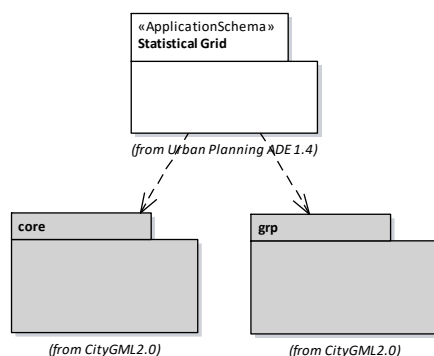 «ApplicationSchema»
Statistical Grid
(from Urban Planning ADE 1.4)
core
grp
(from CityGML2.0)
(from CityGML2.0)